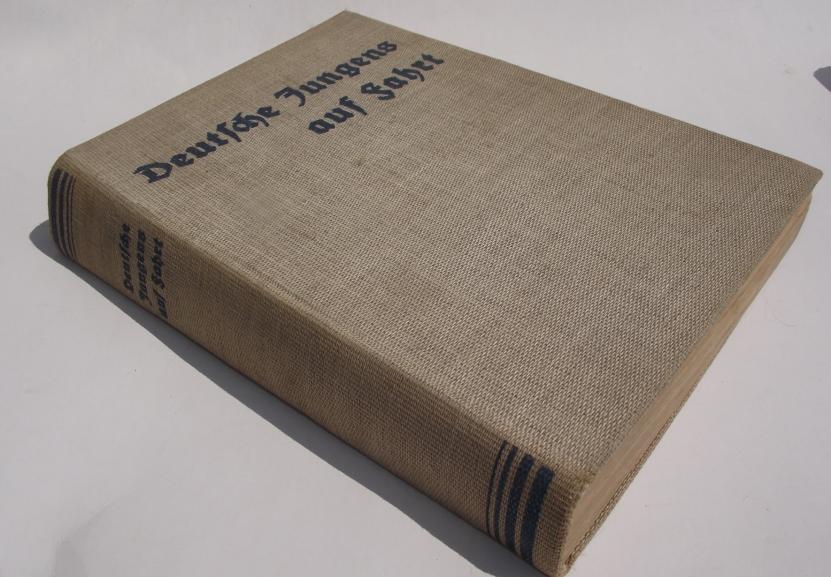 Deutsche Jungens
auf Fahrt
Deutsche
Jungens
auf Fahrt